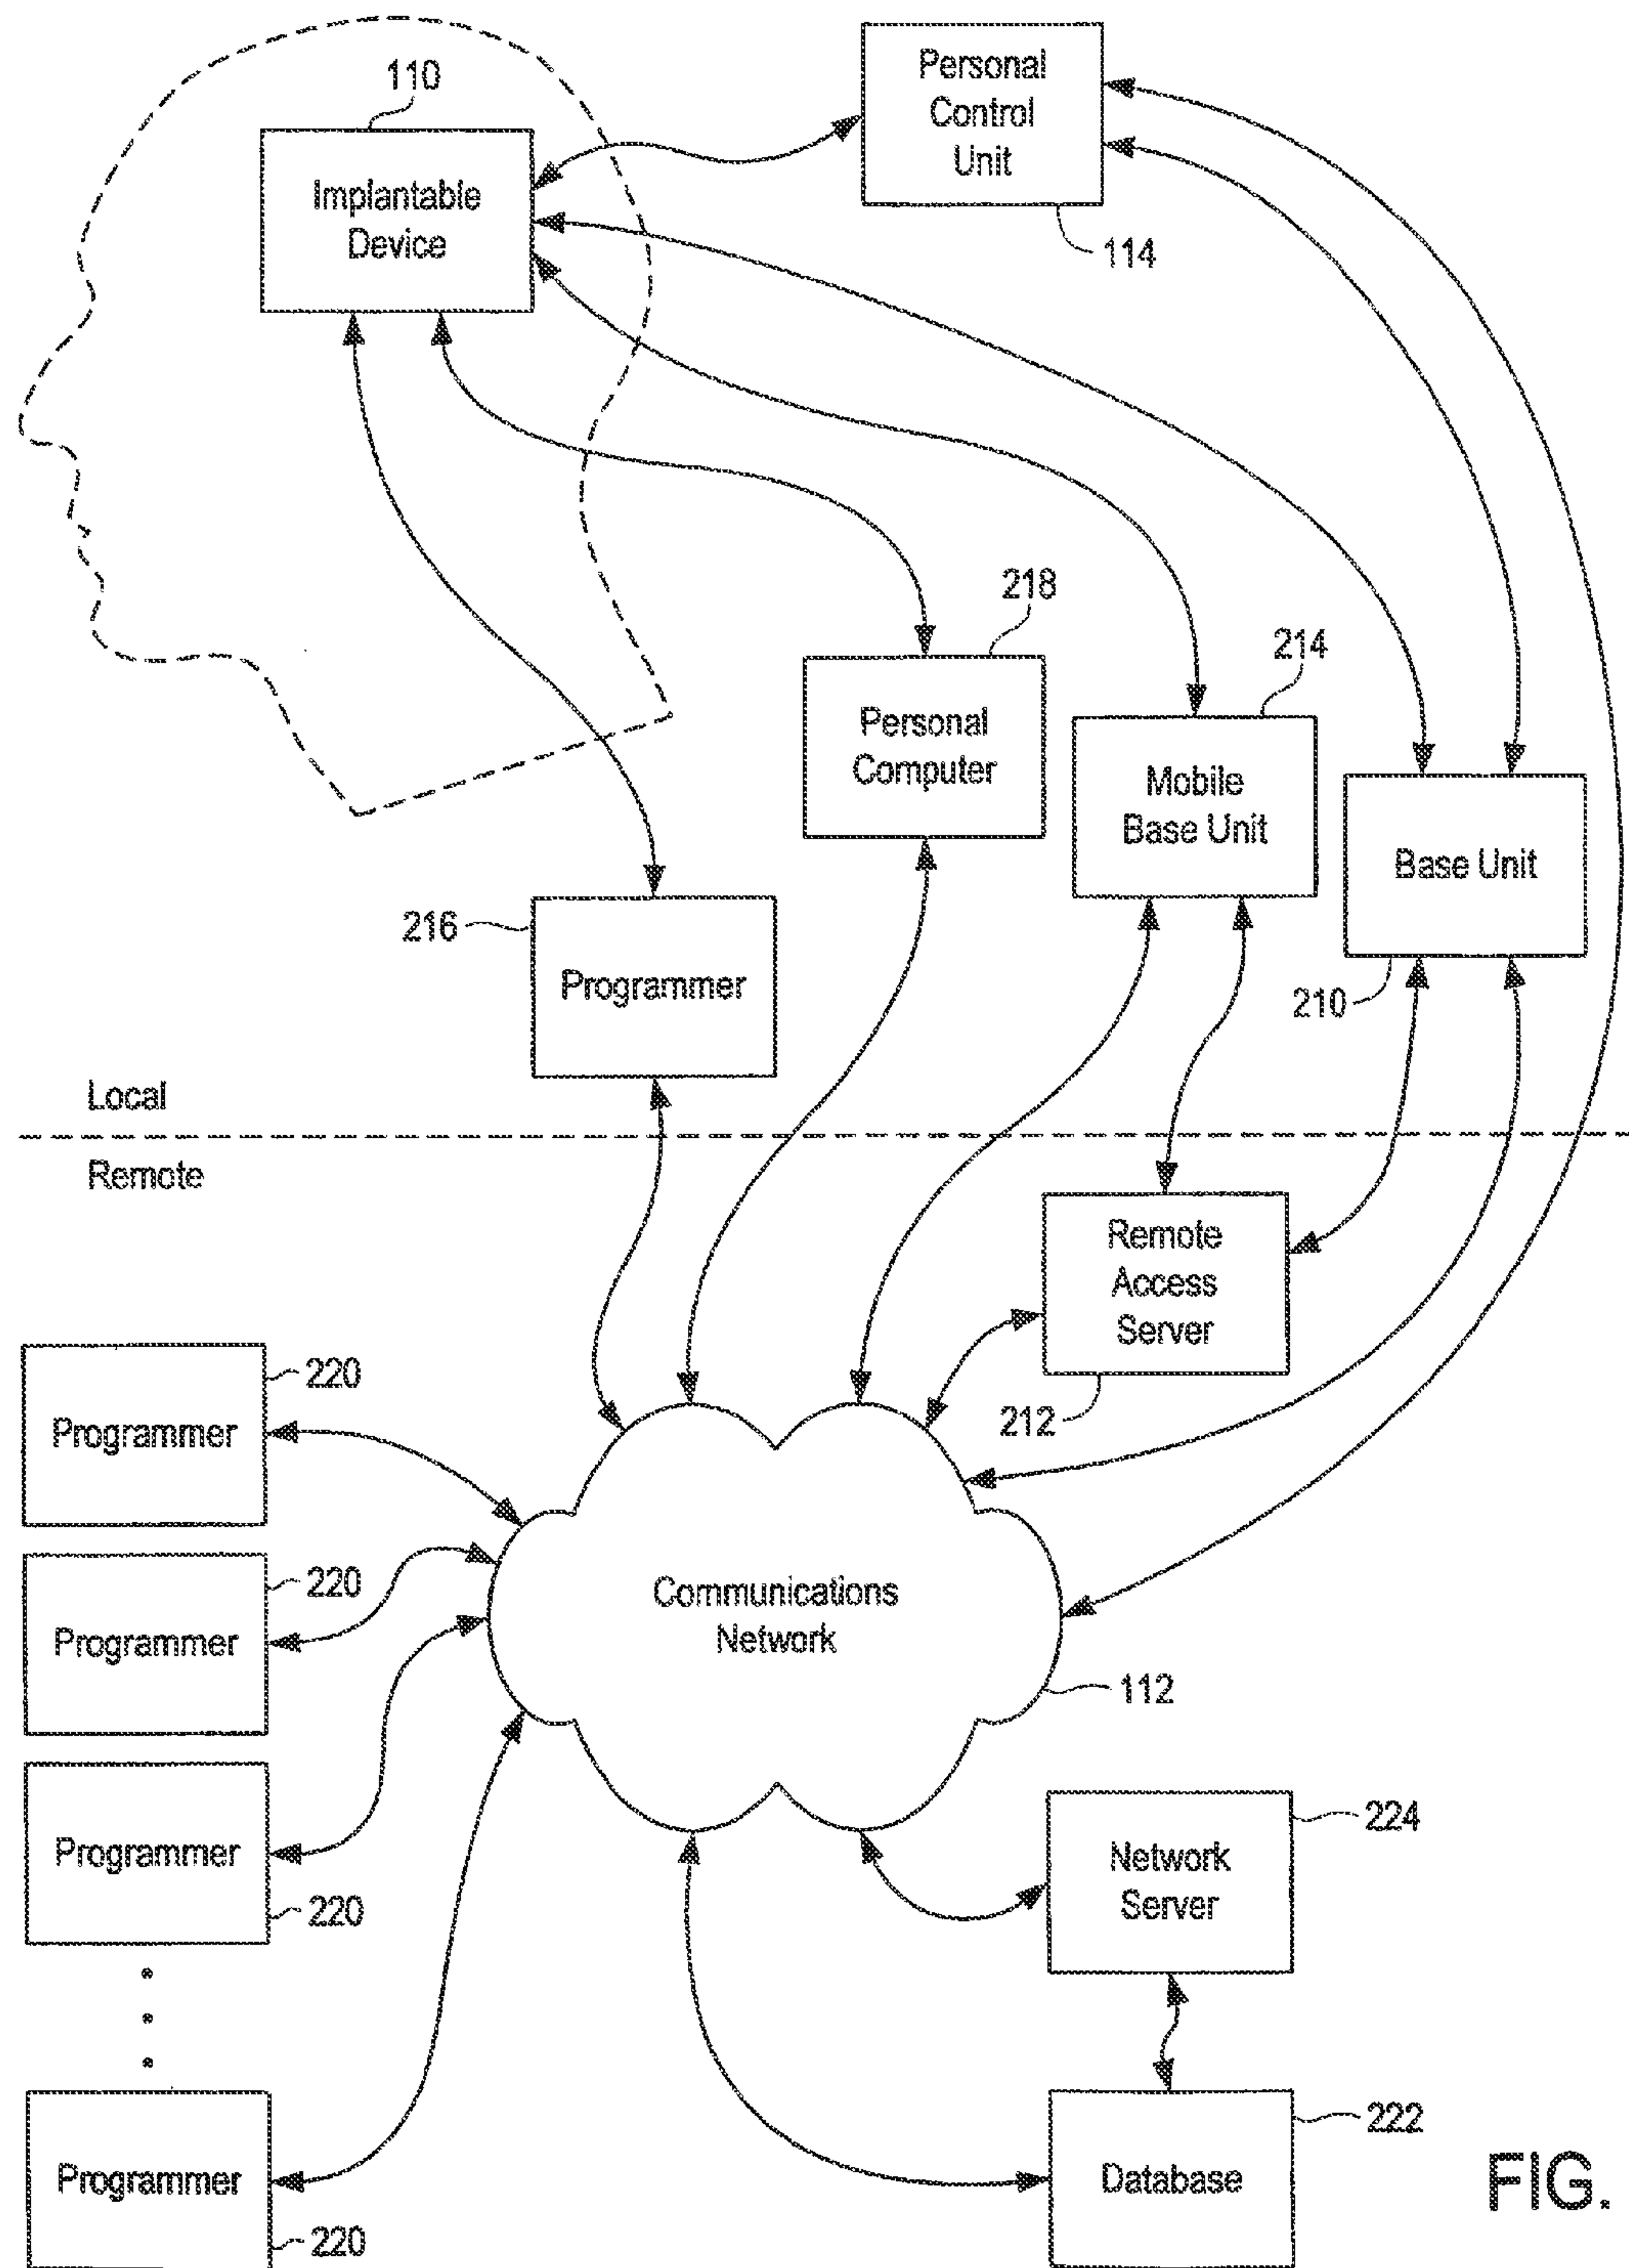 110
Personal
Control
Unit
Implantable
Device
114
218
214
Personal
Computer
Mobile
Base Unit
Base Unit
216
Programmer
210
Local
Remote
Remote
Access
Server
220
Programmer
212
220
Programmer
Communications
Network
112
Programmer
220
224
Network
Server
222
Programmer
Database
220
FIG.